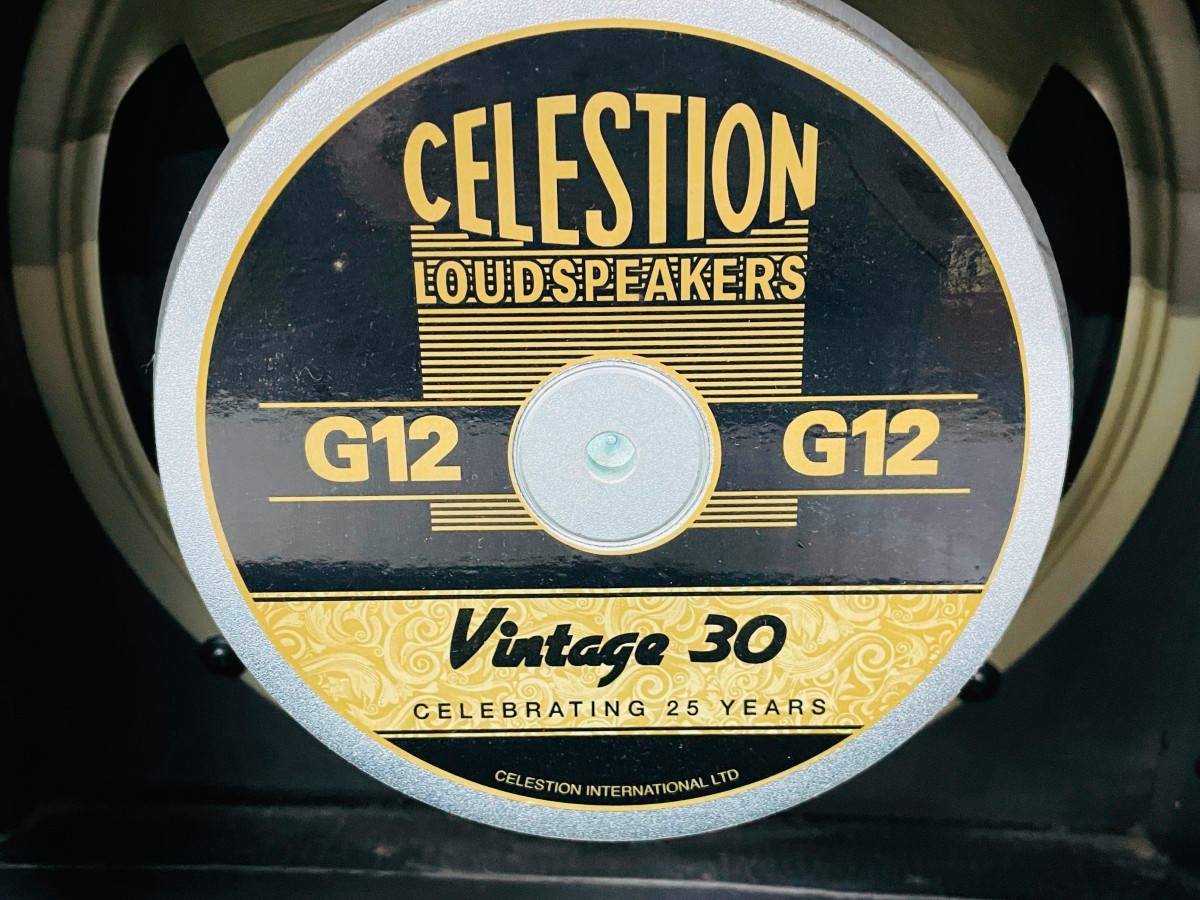 CELESTION
LOUDSPEAKERS
G12 G12
Vintage 30
CELEBRATING 25 YEARS
CELESTION INTERNATIONAL LTD